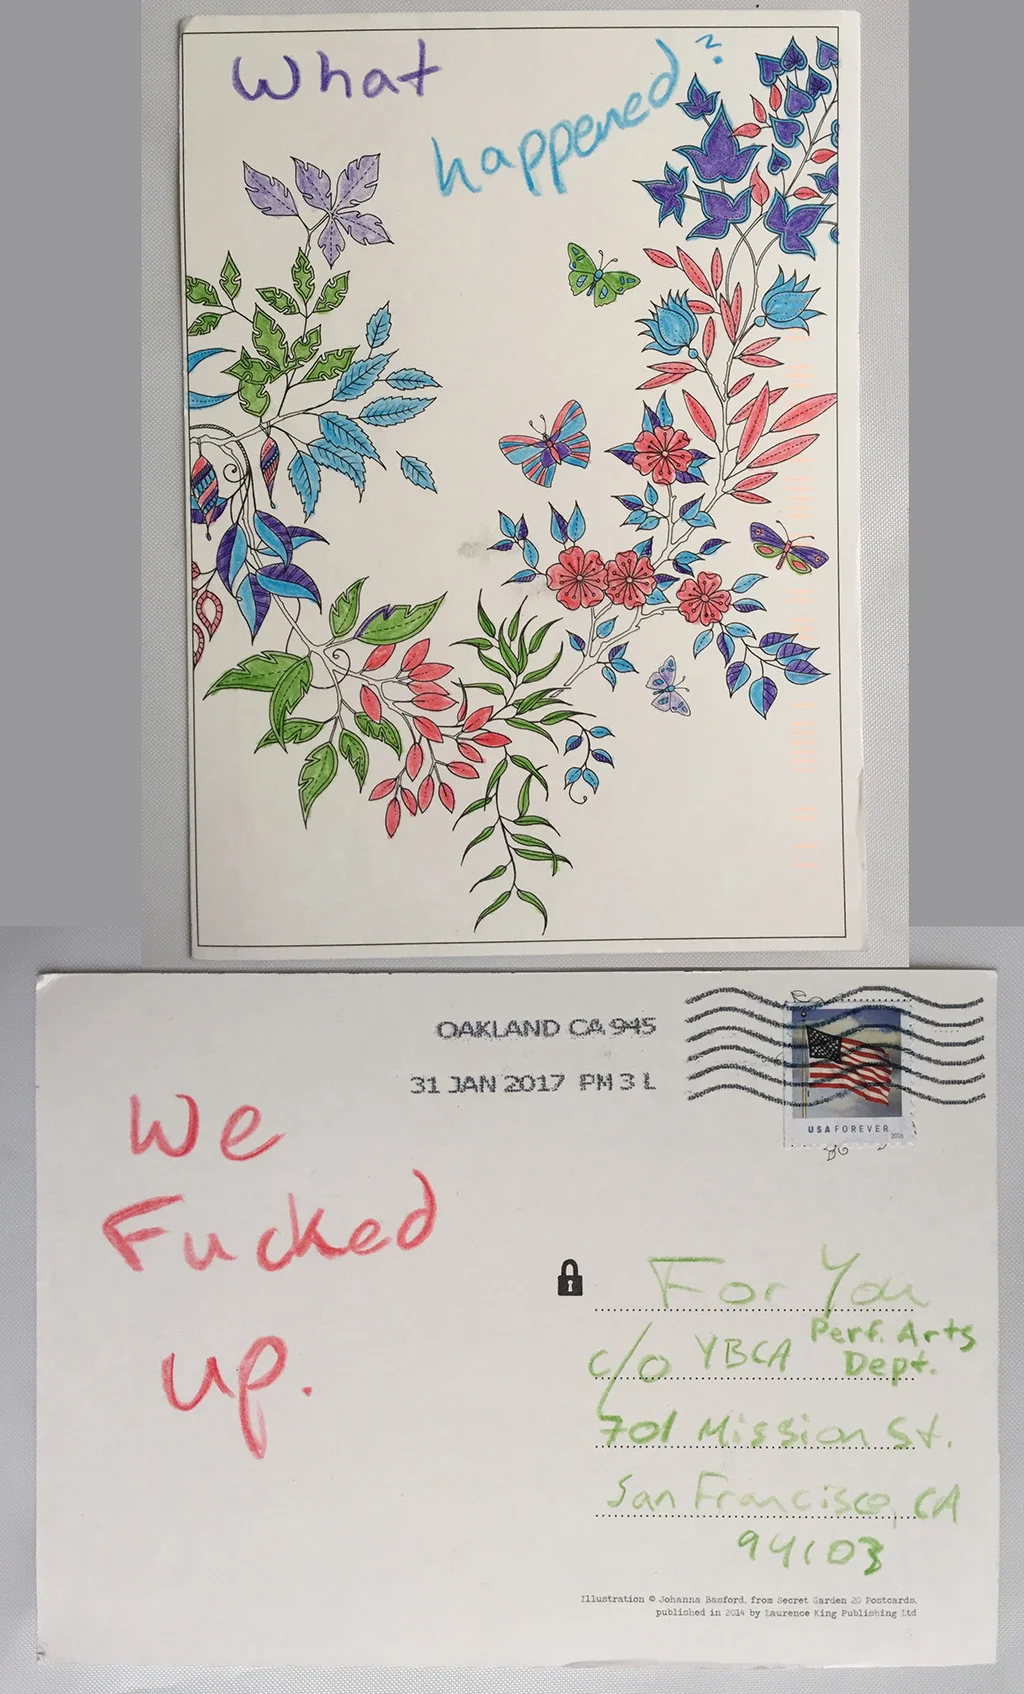 What
happened?
OAKLAND CA 945
31 JAN 2017 PM 3 L
USA FOREVER
2016
We
Fucked
up.
For You
c/o YBCA Perf. Arts
Dept.
701 Mission St.
San Francisco, CA
94103
Illustration © Johanna Basford, from Secret Garden 20 Postcards,
published in 2014 by Laurence King Publishing Ltd